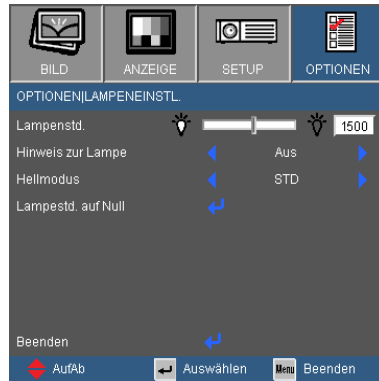 BILD ANZEIGE SETUP OPTIONEN
OPTIONEN|LAMPENEINSTL.
Lampenstd. 1500
Hinweis zur Lampe Aus
Hellmodus STD
Lampestd. auf Null
Beenden
AufAb Auswählen Menu Beenden